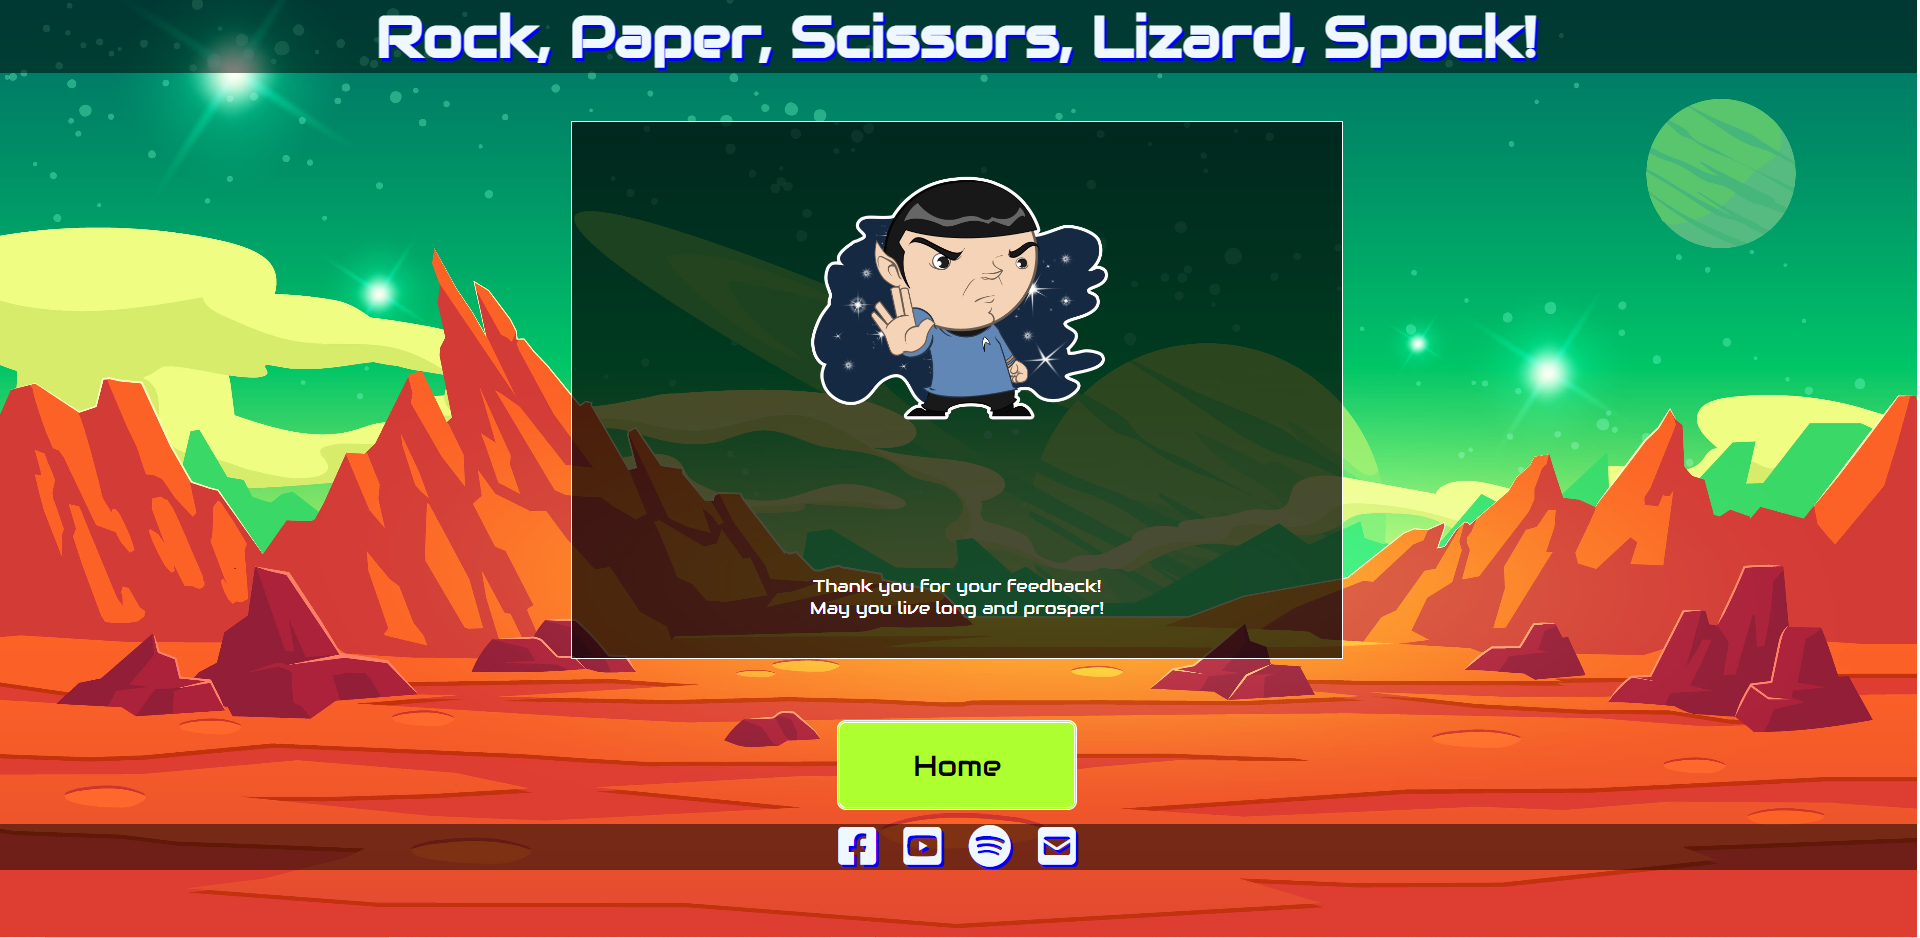 Rock, Paper, Scissors, Lizard, Spock!
Thank you for your feedback!
May you live long and prosper!
Home